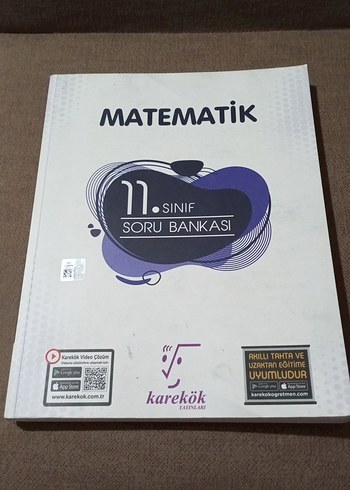 MATEMATİK
11. SINIF
SORU BANKASI
Karekök Video Çözüm
Google play
App Store
www.karekok.com.tr
karekök
YAYINLARI
AKILLI TAHTA VE
UZAKTAN EĞİTİME
UYUMLUDUR
Google play
App Store
karekokogretmen.com